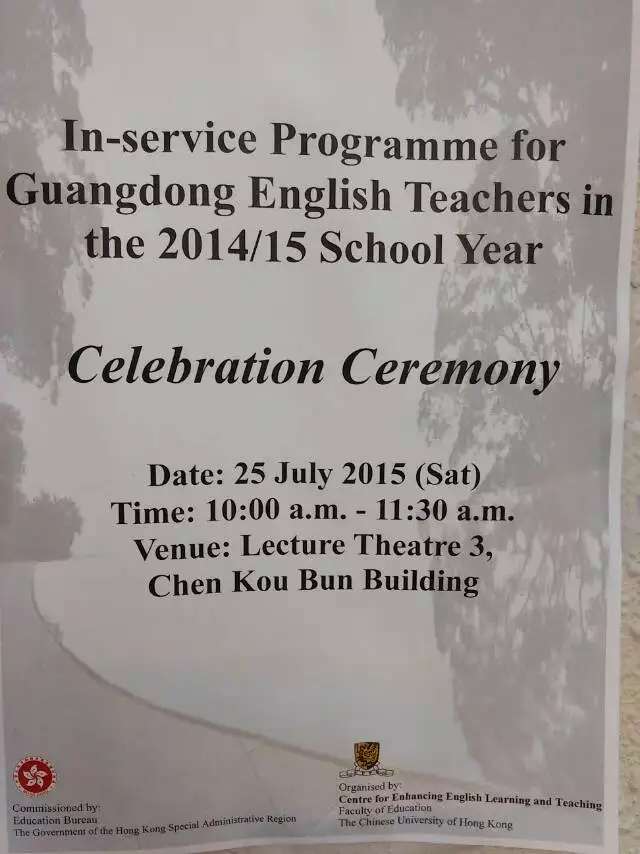 In-service Programme for
Guangdong English Teachers in
the 2014/15 School Year
Celebration Ceremony
Date: 25 July 2015 (Sat)
Time: 10:00 a.m. - 11:30 a.m.
Venue: Lecture Theatre 3,
Chen Kou Bun Building
Commissioned by:
Education Bureau
The Government of the Hong Kong Special Administrative Region
Organised by:
Centre for Enhancing English Learning and Teaching
Faculty of Education
The Chinese University of Hong Kong